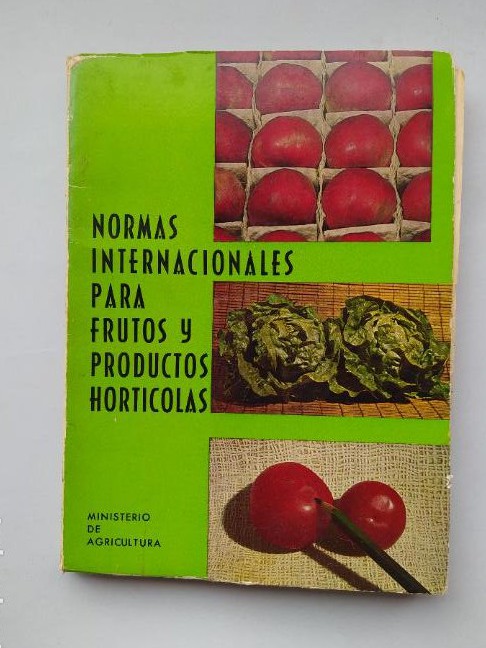 NORMAS
INTERNACIONALES
PARA
FRUTOS y
PRODUCTOS
HORTICOLAS
MINISTERIO
DE
AGRICULTURA